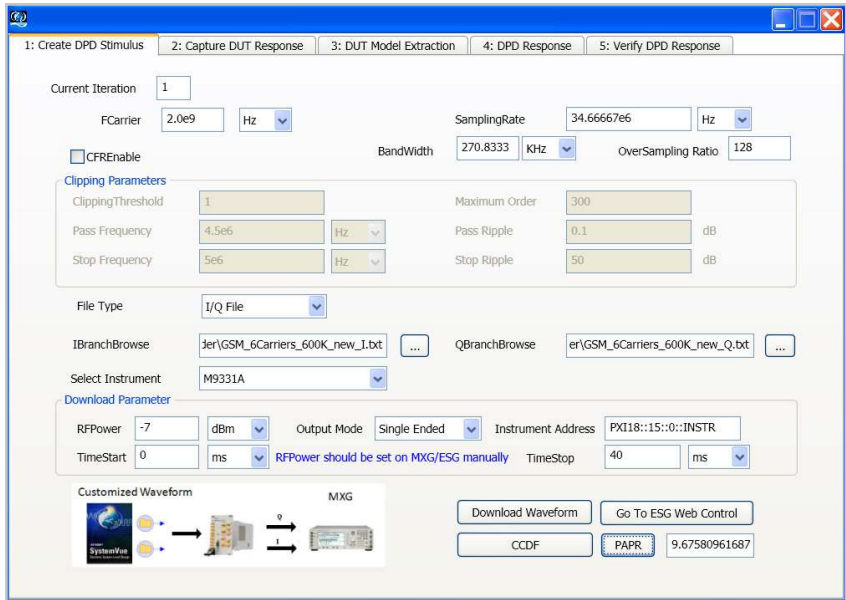 1: Create DPD Stimulus 2: Capture DUT Response 3: DUT Model Extraction 4: DPD Response 5: Verify DPD Response
Current Iteration 1
FCarrier 2.0e9 Hz SamplingRate 34.66667e6 Hz
CFREnable BandWidth 270.8333 KHz OverSampling Ratio 128
Clipping Parameters
ClippingThreshold 1 Maximum Order 300
Pass Frequency 4.5e6 Hz Pass Ripple 0.1 dB
Stop Frequency 5e6 Hz Stop Ripple 50 dB
File Type I/Q File
IBranchBrowse der\GSM_6Carriers_600K_new_I.txt ... QBranchBrowse er\GSM_6Carriers_600K_new_Q.txt ...
Select Instrument M9331A
Download Parameter
RFPower -7 dBm Output Mode Single Ended Instrument Address PXI18::15::0::INSTR
TimeStart 0 ms RFPower should be set on MXG/ESG manually TimeStop 40 ms
Customized Waveform MXG
Q
I
SystemVue
Download Waveform Go To ESG Web Control
CCDF PAPR 9.67580961687